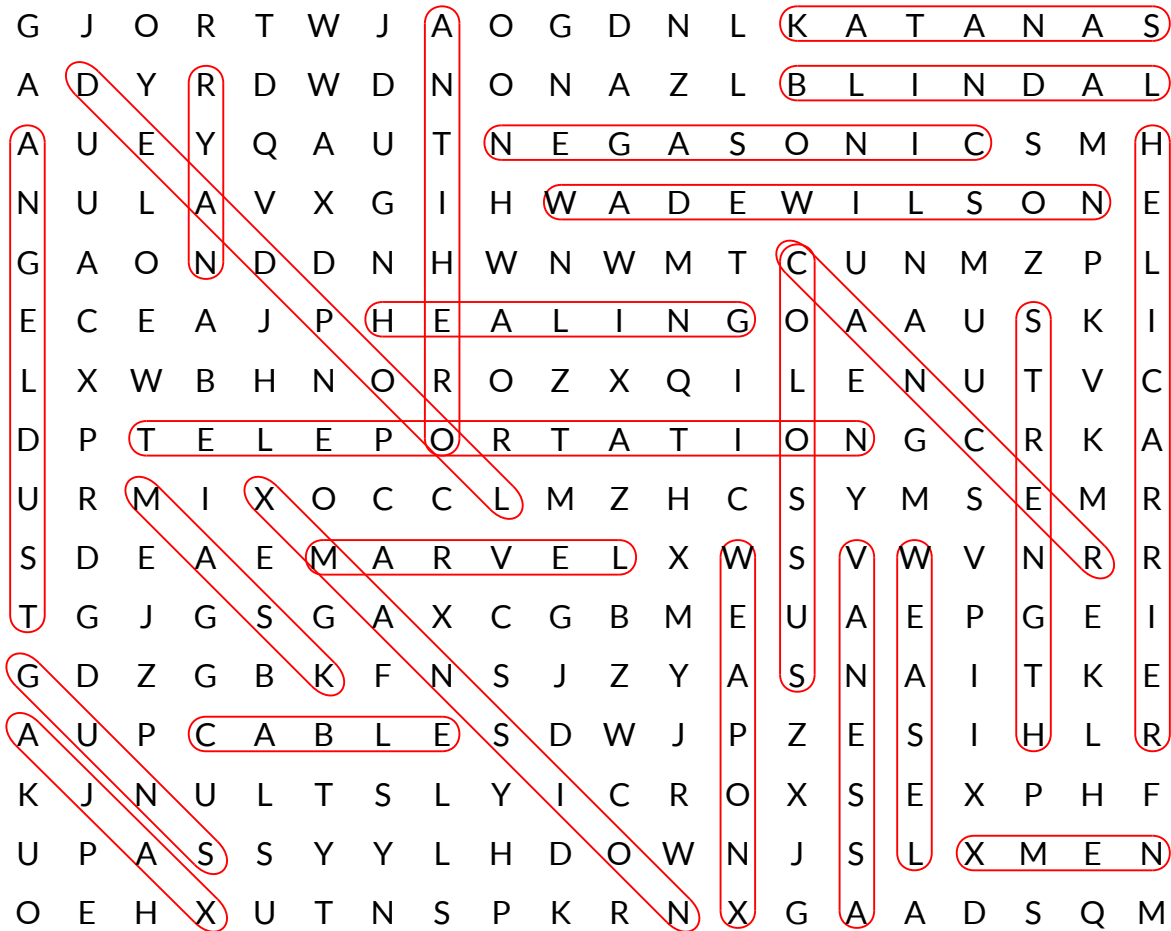 G J O R T W J A O G D N L K A T A N A S
A D Y R D W D N O N A Z L B L I N D A L
A U E Y Q A U T N E G A S O N I C S M H
N U L A V X G I H W A D E W I L S O N E
G A O N D D N H W N W M T C U N M Z P L
E C E A J P H E A L I N G O A A U S K I
L X W B H N O R O Z X Q I L E N U T V C
D P T E L E P O R T A T I O N G C R K A
U R M I X O C C L M Z H C S Y M S E M R
S D E A E M A R V E L X W S V W V N R R
T G J G S G A X C G B M E U A E P G E I
G D Z G B K F N S J Z Y A S N A I T K E
A U P C A B L E S D W J P Z E S I H L R
K J N U L T S L Y I C R O X S E X P H F
U P A S S Y Y L H D O W N J S L X M E N
O E H X U T N S P K R N X G A A D S Q M